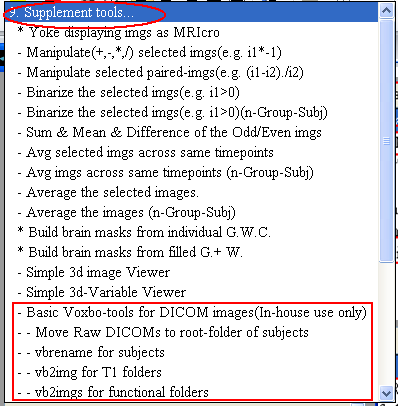 9. Supplement tools...
* Yoke displaying imgs as MRIcro
- Manipulate(+,-,*,/) selected imgs(e.g. i1*-1)
- Manipulate selected paired-imgs(e.g. (i1-i2)./i2)
- Binarize the selected imgs(e.g. i1>0)
- Binarize the selected imgs(e.g. i1>0)(n-Group-Subj)
- Sum & Mean & Difference of the Odd/Even imgs
- Avg selected imgs across same timepoints
- Avg imgs across same timepoints (n-Group-Subj)
- Average the selected images.
- Average the images (n-Group-Subj)
* Build brain masks from individual G.W.C.
* Build brain masks from filled G.+ W.
- Simple 3d image Viewer
- Simple 3d-Variable Viewer
- Basic Voxbo-tools for DICOM images(In-house use only)
- - Move Raw DICOMs to root-folder of subjects
- - vbrename for subjects
- - vb2img for T1 folders
- - vb2imgs for functional folders